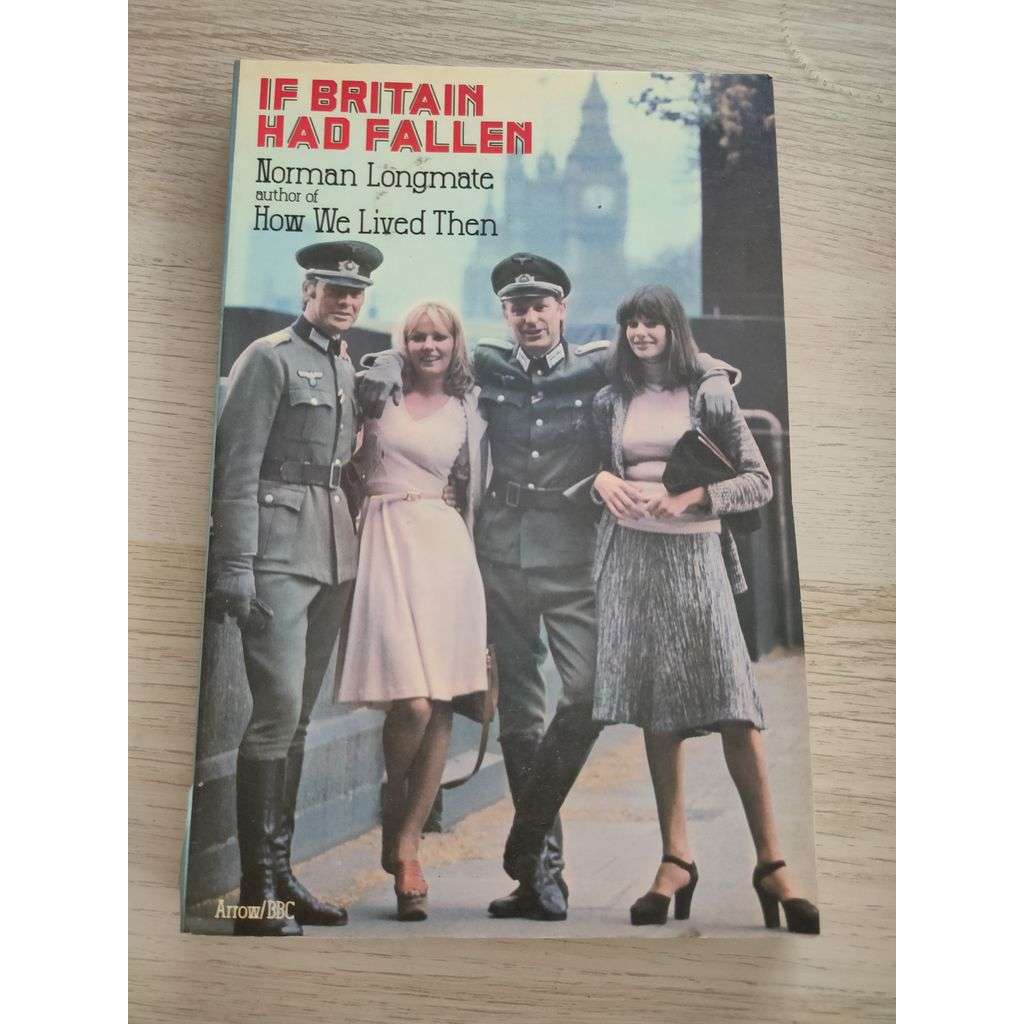 IF BRITAIN
HAD FALLEN
Norman Longmate
author of
How We Lived Then
Arrow/BBC